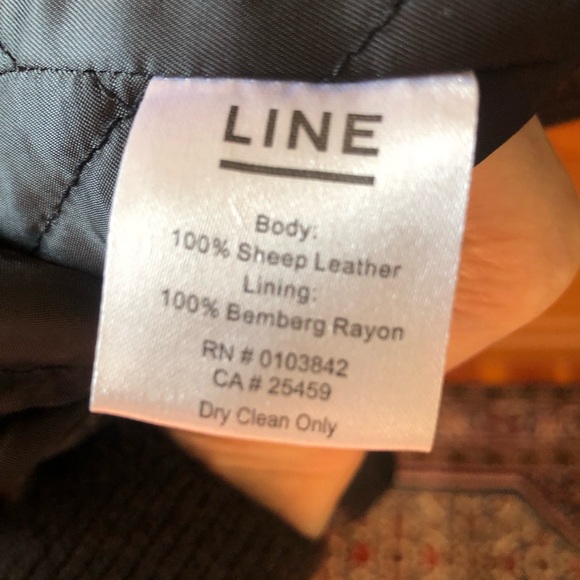 LINE
Body:
100% Sheep Leather
Lining:
100% Bemberg Rayon
RN # 0103842
CA # 25459
Dry Clean Only